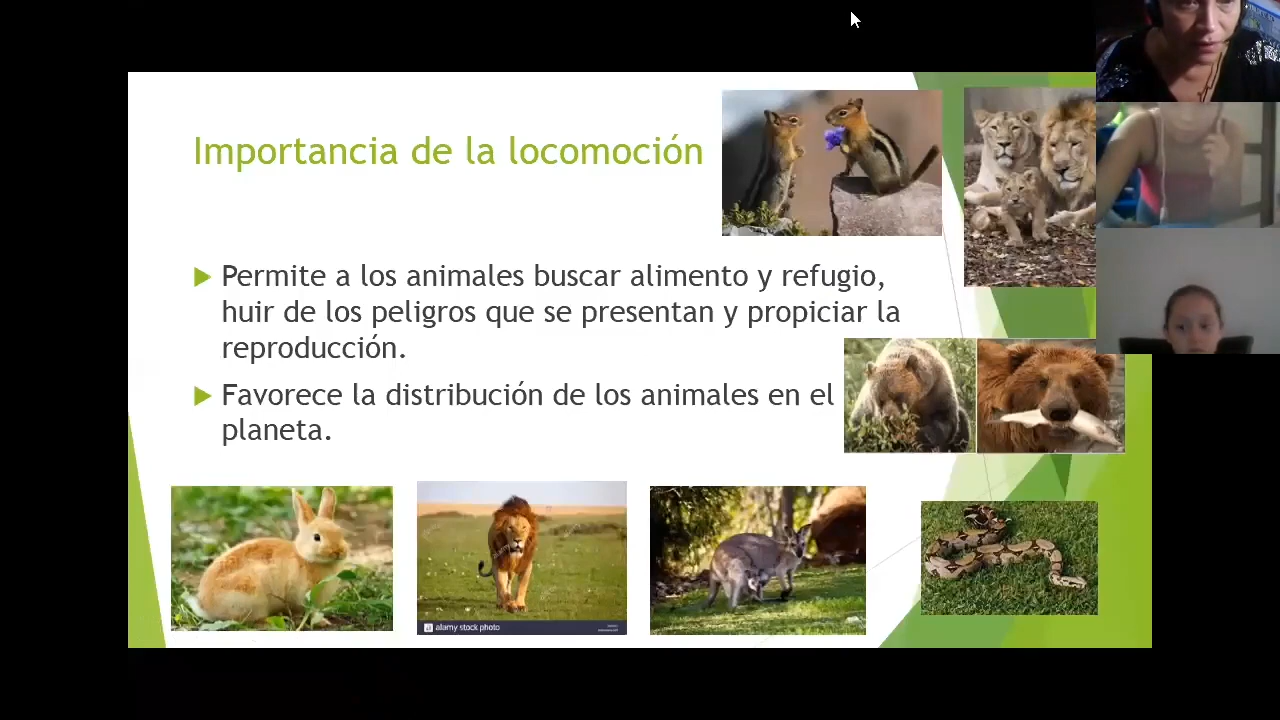 Importancia de la locomoción
Permite a los animales buscar alimento y refugio,
huir de los peligros que se presentan y propiciar la
reproducción.
Favorece la distribución de los animales en el
planeta.
alamy stock photo